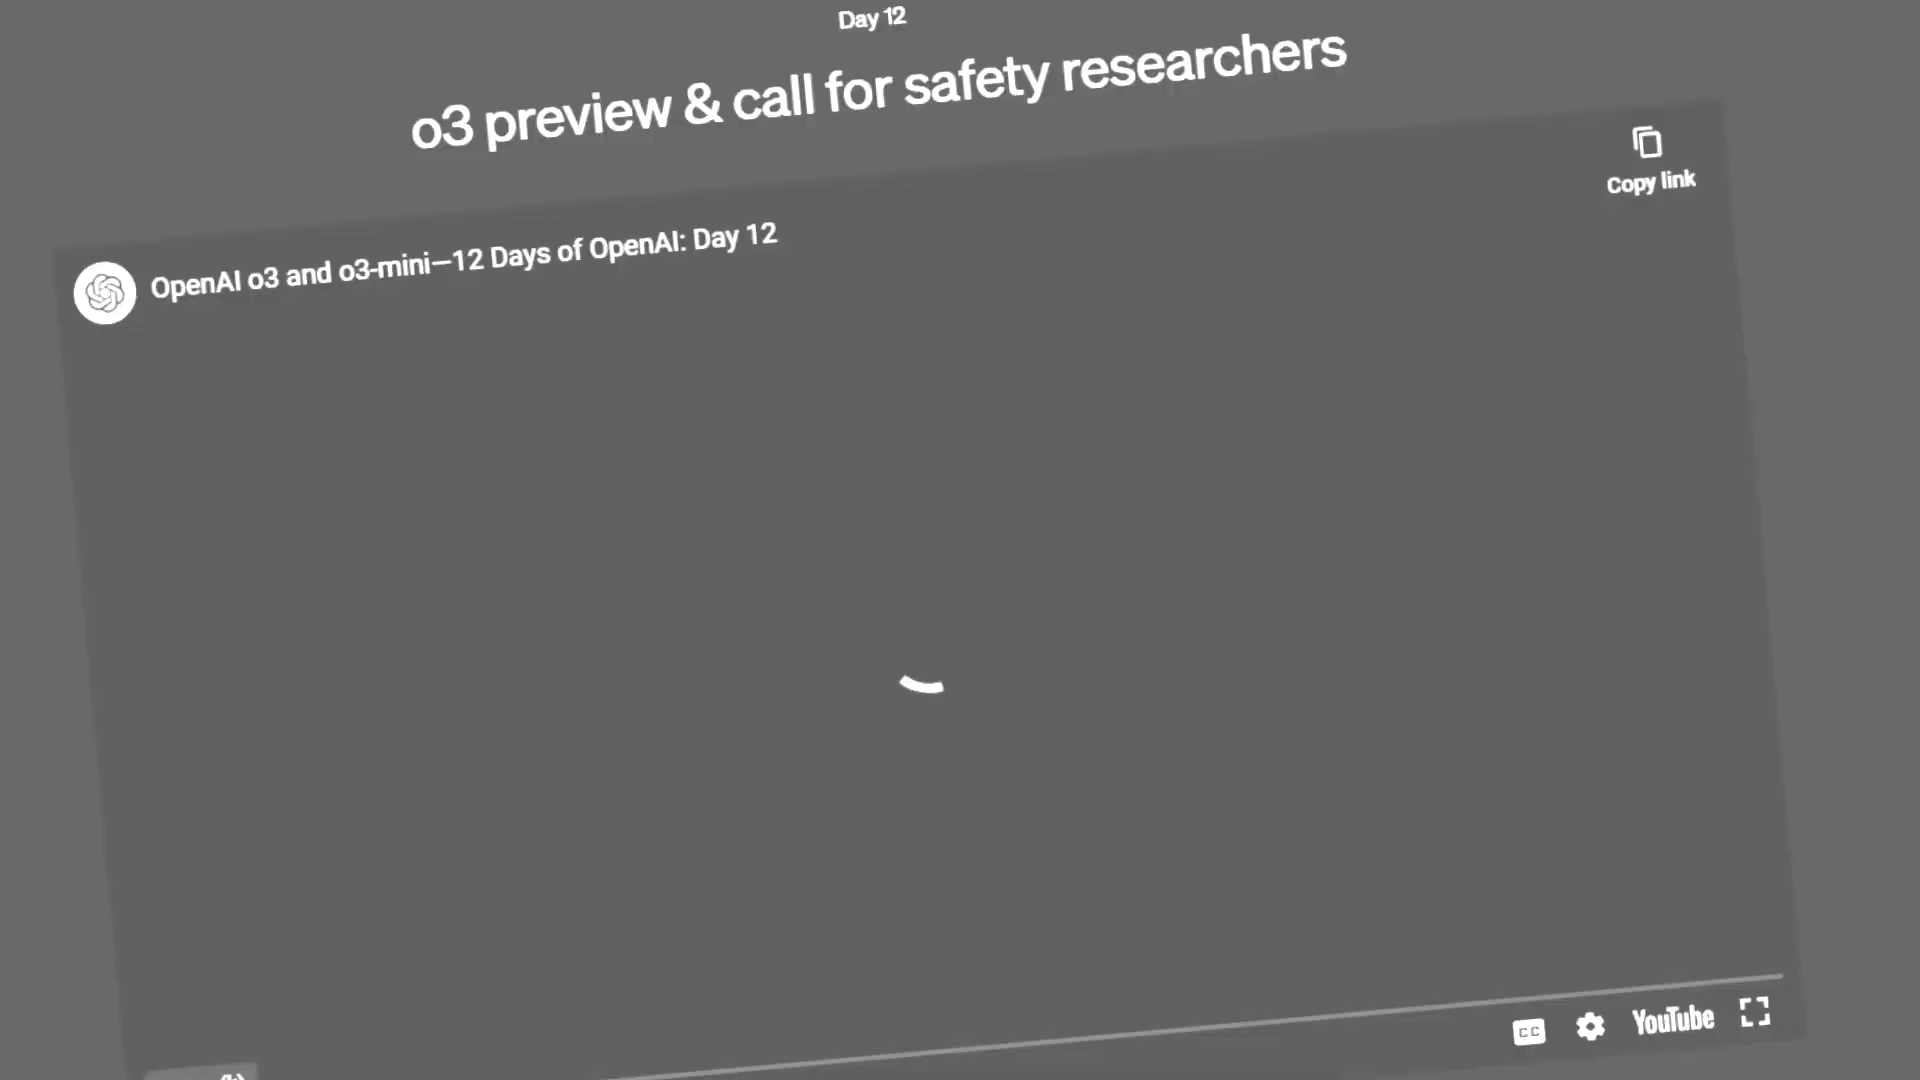 Day 12
o3 preview & call for safety researchers
Copy link
OpenAI o3 and o3-mini—12 Days of OpenAI: Day 12
CC
YouTube